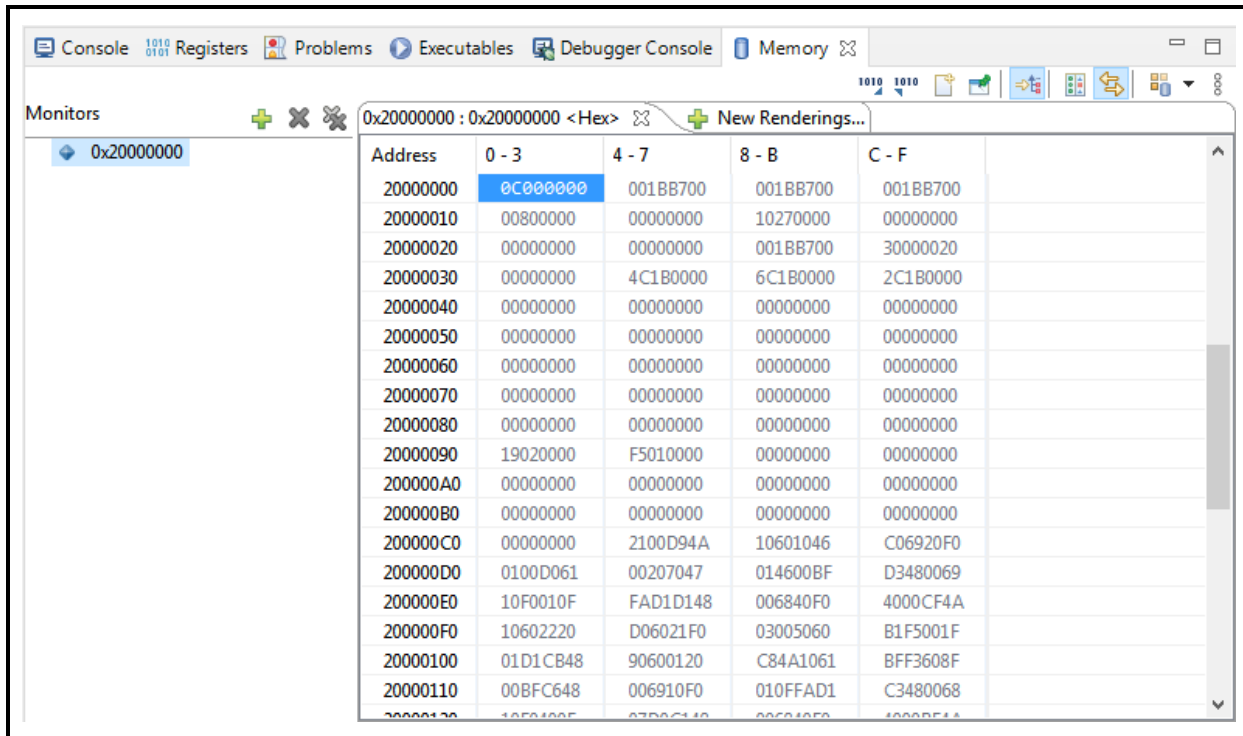 Console Registers Problems Executables Debugger Console Memory
Monitors
0x20000000 : 0x20000000 <Hex> New Renderings...
0x20000000
Address 0 - 3 4 - 7 8 - B C - F
20000000 0C000000 001BB700 001BB700 001BB700
20000010 00800000 00000000 10270000 00000000
20000020 00000000 00000000 001BB700 30000020
20000030 00000000 4C1B0000 6C1B0000 2C1B0000
20000040 00000000 00000000 00000000 00000000
20000050 00000000 00000000 00000000 00000000
20000060 00000000 00000000 00000000 00000000
20000070 00000000 00000000 00000000 00000000
20000080 00000000 00000000 00000000 00000000
20000090 19020000 F5010000 00000000 00000000
200000A0 00000000 00000000 00000000 00000000
200000B0 00000000 00000000 00000000 00000000
200000C0 00000000 2100D94A 10601046 C06920F0
200000D0 0100D061 00207047 014600BF D3480069
200000E0 10F0010F FAD1D148 006840F0 4000CF4A
200000F0 10602220 D06021F0 03005060 B1F5001F
20000100 01D1CB48 90600120 C84A1061 BFF3608F
20000110 00BFC648 006910F0 010FFAD1 C3480068